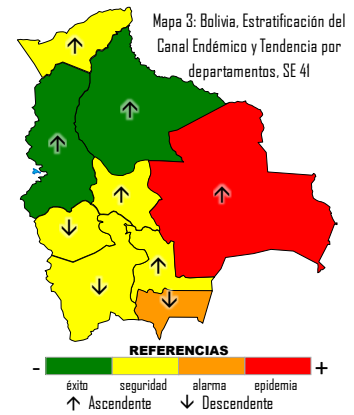 Mapa 3: Bolivia, Estratificación del
Canal Endémico y Tendencia por
departamentos, SE 41
REFERENCIAS
- +
éxito seguridad alarma epidemia
↑ Ascendente ↓ Descendente